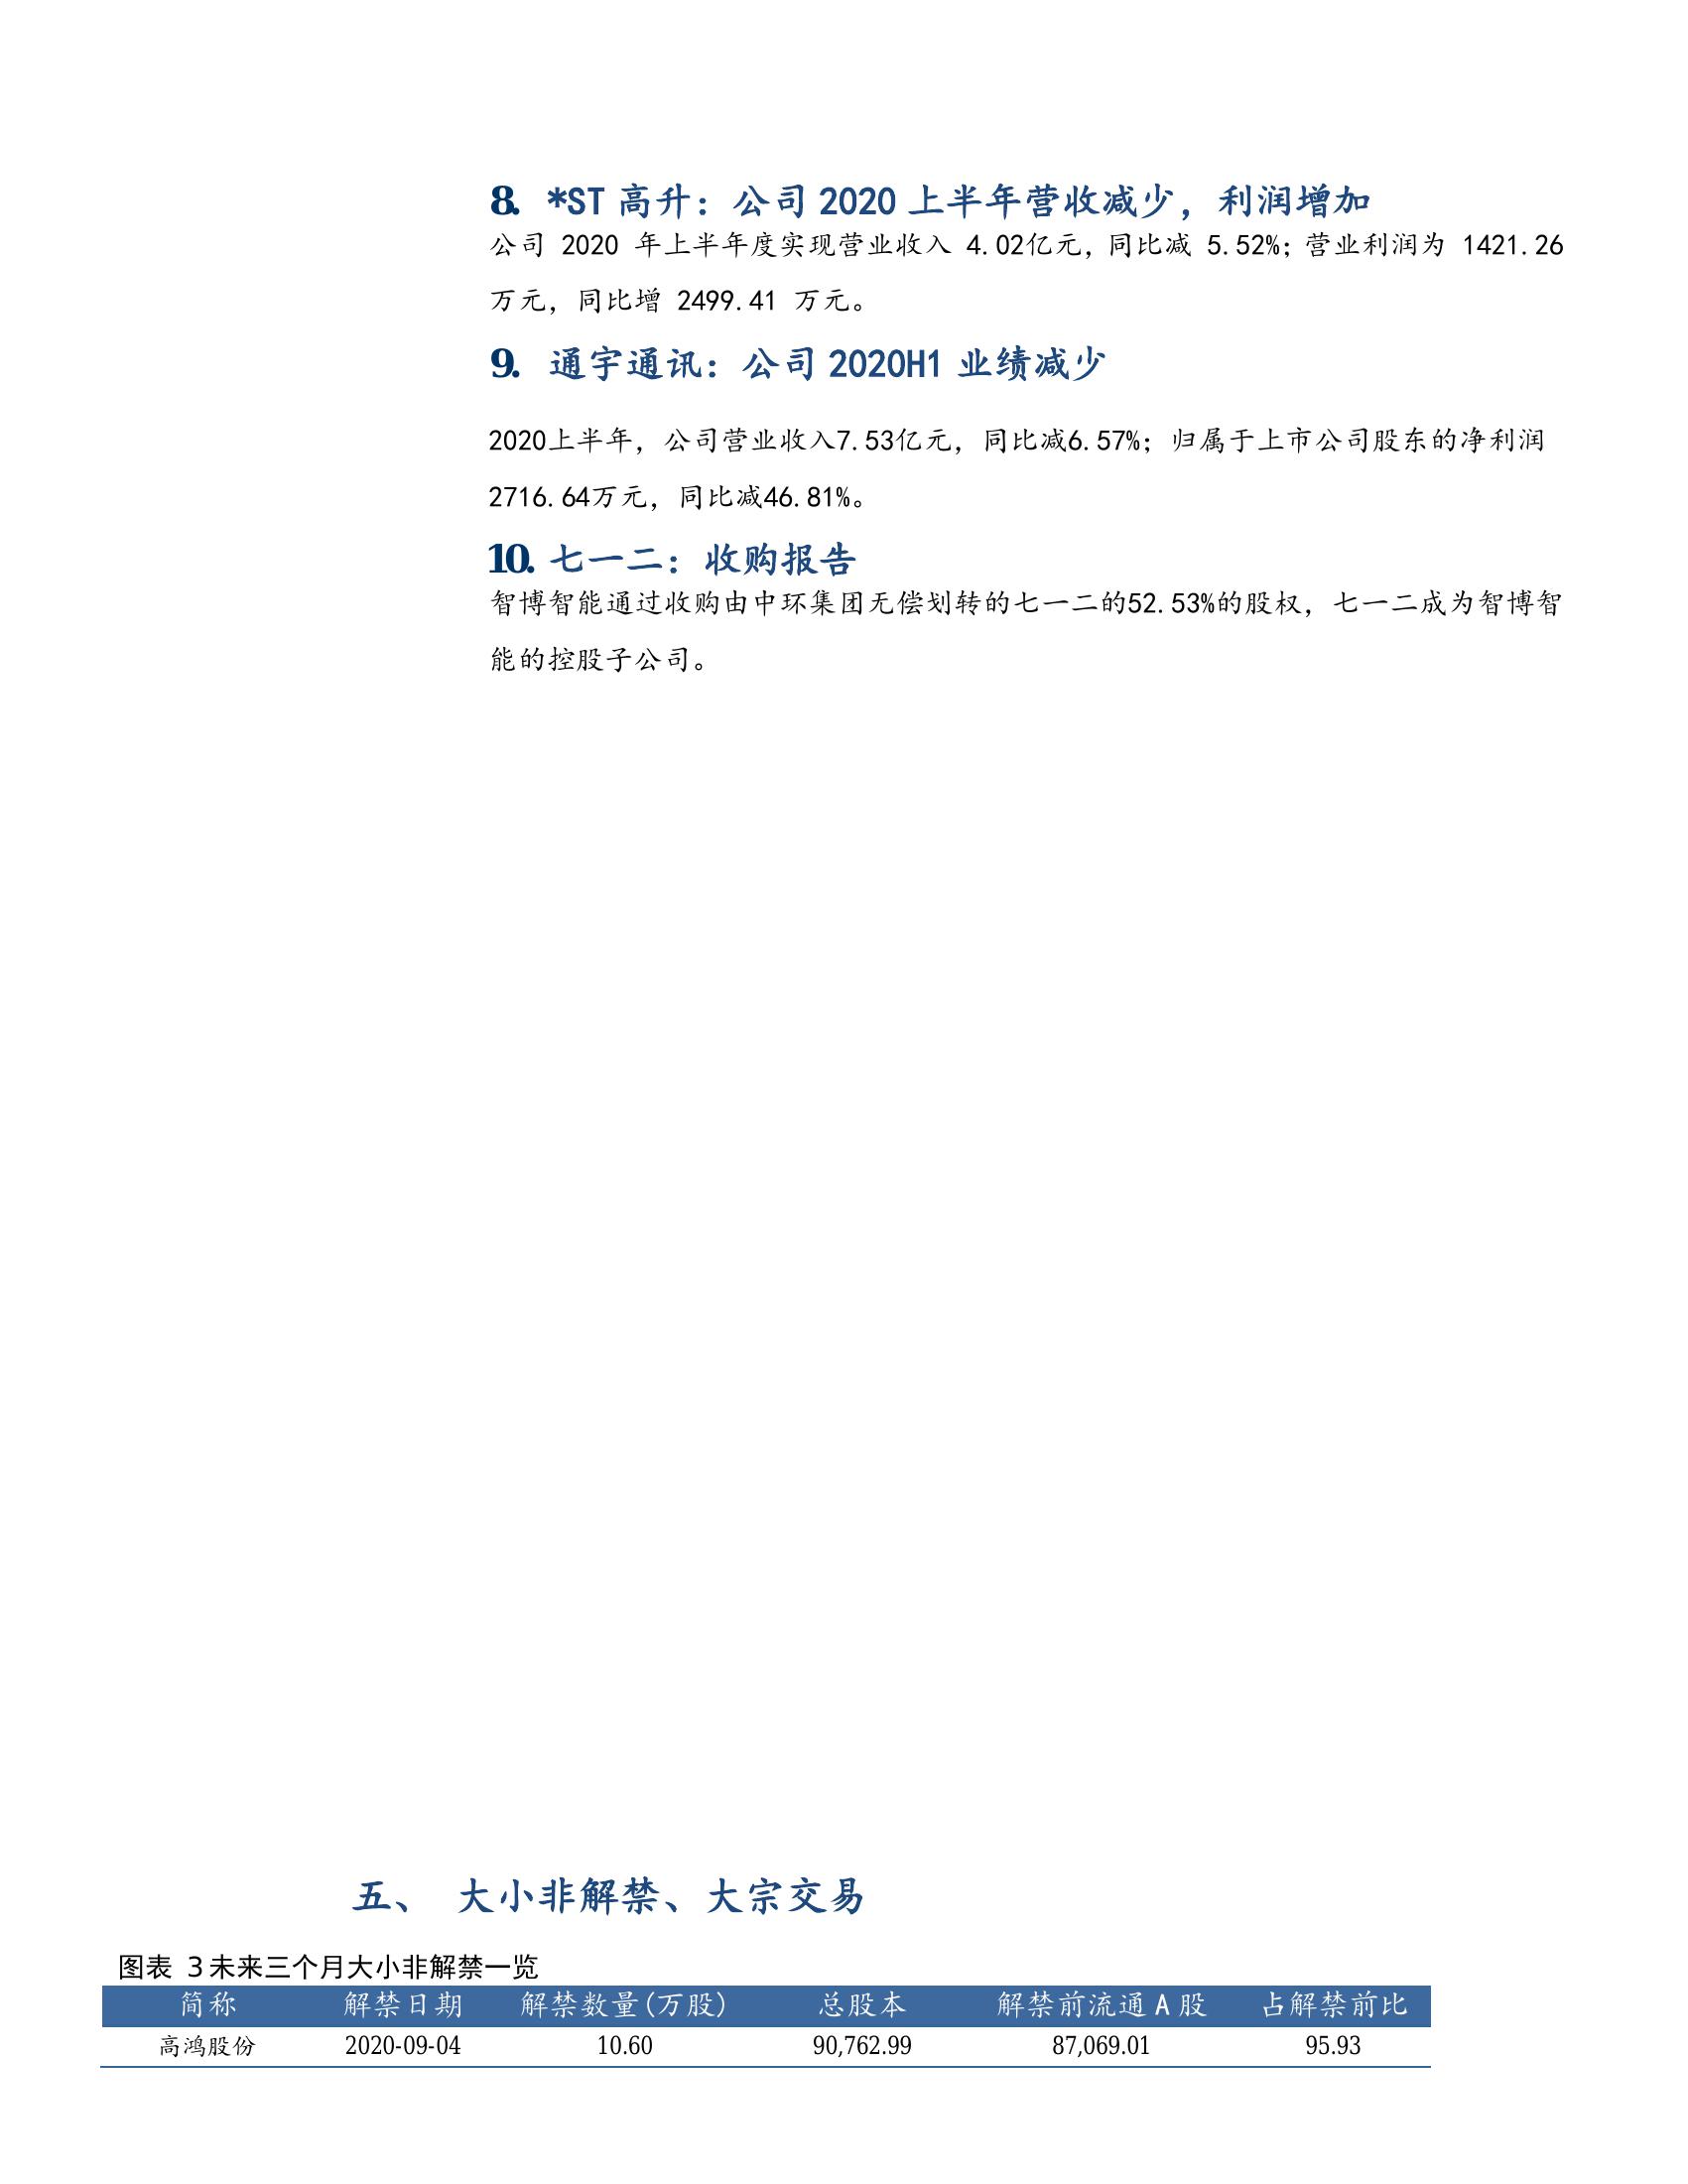 8. *ST 高升：公司 2020 上半年营收减少，利润增加
公司 2020 年上半年度实现营业收入 4.02亿元，同比减 5.52%；营业利润为 1421.26
万元，同比增 2499.41 万元。
9. 通宇通讯：公司 2020H1 业绩减少
2020上半年，公司营业收入7.53亿元，同比减6.57%；归属于上市公司股东的净利润
2716.64万元，同比减46.81%。
10. 七一二：收购报告
智博智能通过收购由中环集团无偿划转的七一二的52.53%的股权，七一二成为智博智
能的控股子公司。
五、 大小非解禁、大宗交易
图表 3 未来三个月大小非解禁一览
简称 解禁日期 解禁数量(万股) 总股本 解禁前流通 A 股 占解禁前比
高鸿股份 2020-09-04 10.60 90,762.99 87,069.01 95.93